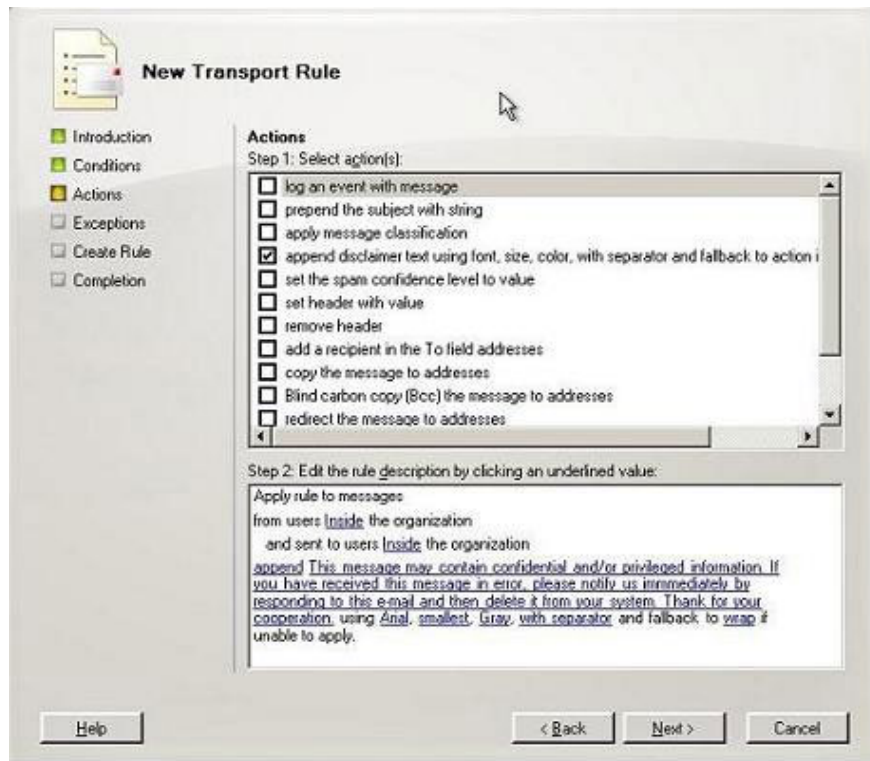 New Transport Rule
Introduction
Conditions
Actions
Exceptions
Create Rule
Completion
Actions
Step 1: Select action(s):
log an event with message
prepend the subject with string
apply message classification
append disclaimer text using font, size, color, with separator and fallback to action i
set the spam confidence level to value
set header with value
remove header
add a recipient in the To field addresses
copy the message to addresses
Blind carbon copy (Bcc) the message to addresses
redirect the message to addresses
Step 2: Edit the rule description by clicking an underlined value:
Apply rule to messages
from users Inside the organization
and sent to users Inside the organization
append This message may contain confidential and/or privileged information. If
you have received this message in error, please notify us immmediately by
responding to this e-mail and then delete it from your system. Thank for your
cooperation. using Arial, smallest, Gray, with separator and fallback to wrap if
unable to apply.
Help
< Back
Next >
Cancel